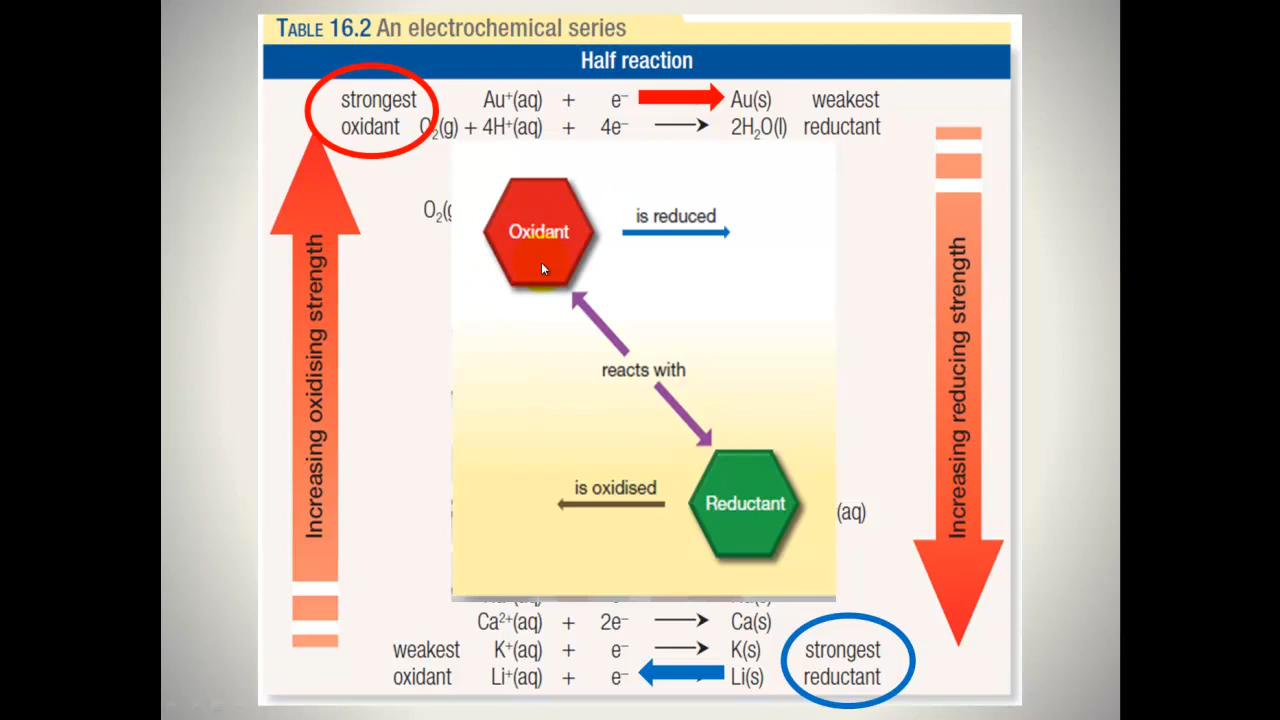 TABLE 16.2 An electrochemical series
Half reaction
strongest Au⁺(aq) + e⁻ Au(s) weakest
oxidant O₂(g) + 4H⁺(aq) + 4e⁻ → 2H₂O(l) reductant
O₂(g
Oxidant
is reduced
reacts with
is oxidised
Reductant
(aq)
Increasing oxidising strength
Increasing reducing strength
Ca²⁺(aq) + 2e⁻ → Ca(s)
weakest K⁺(aq) + e⁻ → K(s) strongest
oxidant Li⁺(aq) + e⁻ Li(s) reductant